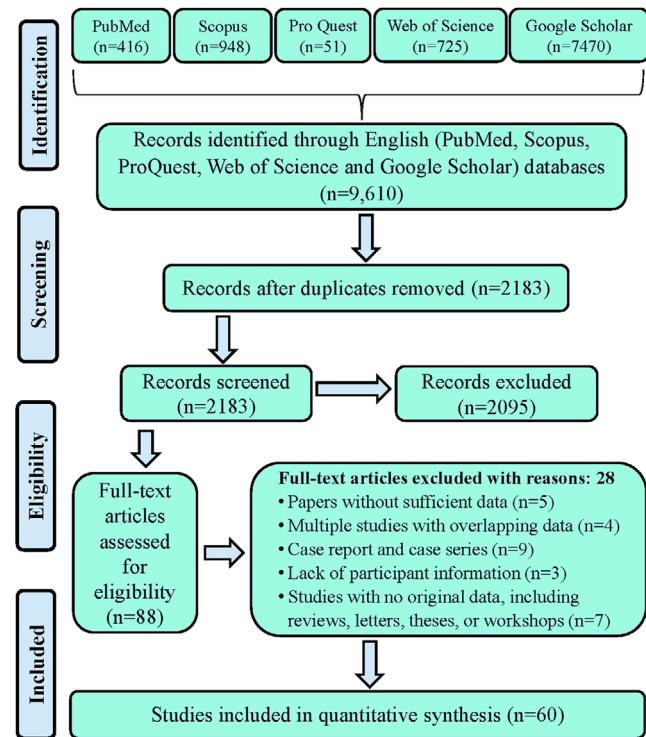 Identification
PubMed
(n=416)
Scopus
(n=948)
Pro Quest
(n=51)
Web of Science
(n=725)
Google Scholar
(n=7470)
Records identified through English (PubMed, Scopus,
ProQuest, Web of Science and Google Scholar) databases
(n=9,610)
Screening
Records after duplicates removed (n=2183)
Records screened
(n=2183)
Records excluded
(n=2095)
Eligibility
Full-text
articles
assessed
for
eligibility
(n=88)
Full-text articles excluded with reasons: 28
• Papers without sufficient data (n=5)
• Multiple studies with overlapping data (n=4)
• Case report and case series (n=9)
• Lack of participant information (n=3)
• Studies with no original data, including
reviews, letters, theses, or workshops (n=7)
Included
Studies included in quantitative synthesis (n=60)